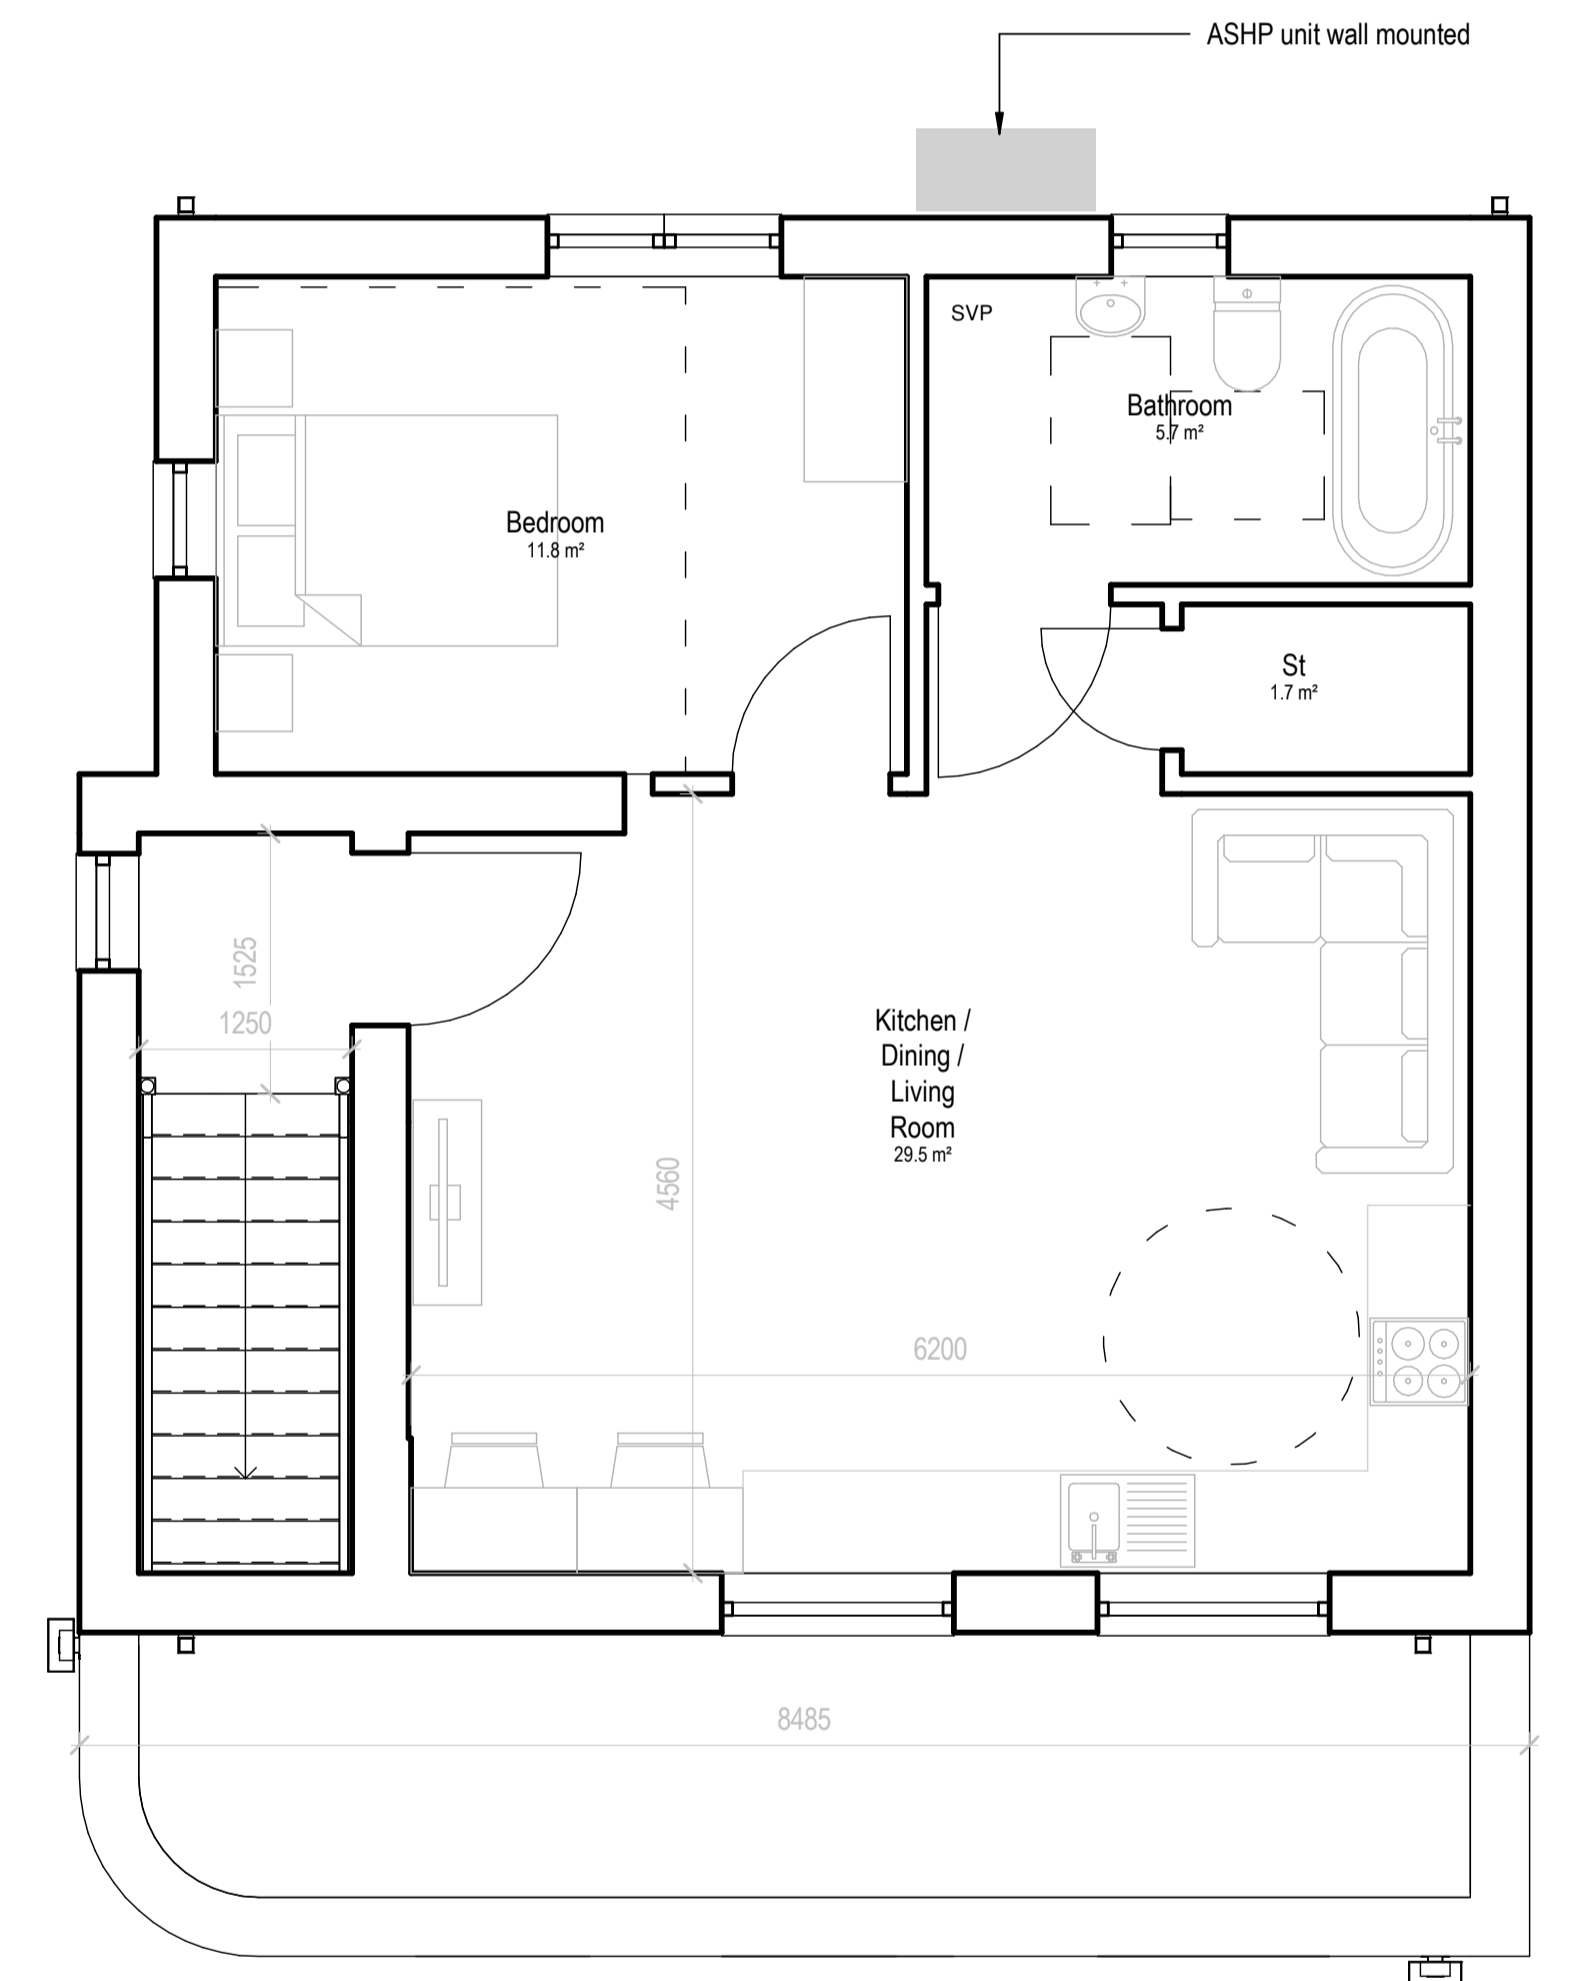 ASHP unit wall mounted
SVP
Bathroom
5.7 m²
Bedroom
11.8 m²
St
1.7 m²
1525
1250
Kitchen /
Dining /
Living
Room
29.5 m²
4560
6200
8485